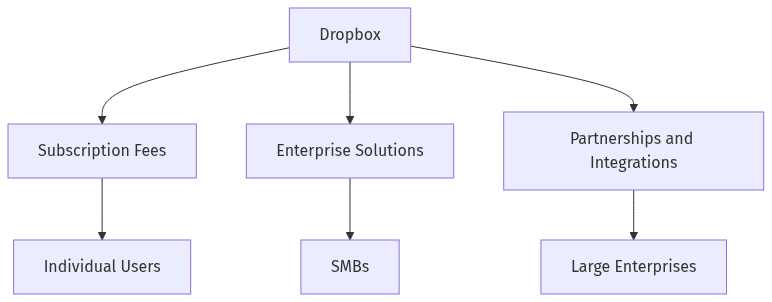 Dropbox
Subscription Fees
Enterprise Solutions
Partnerships and
Integrations
Individual Users
SMBs
Large Enterprises